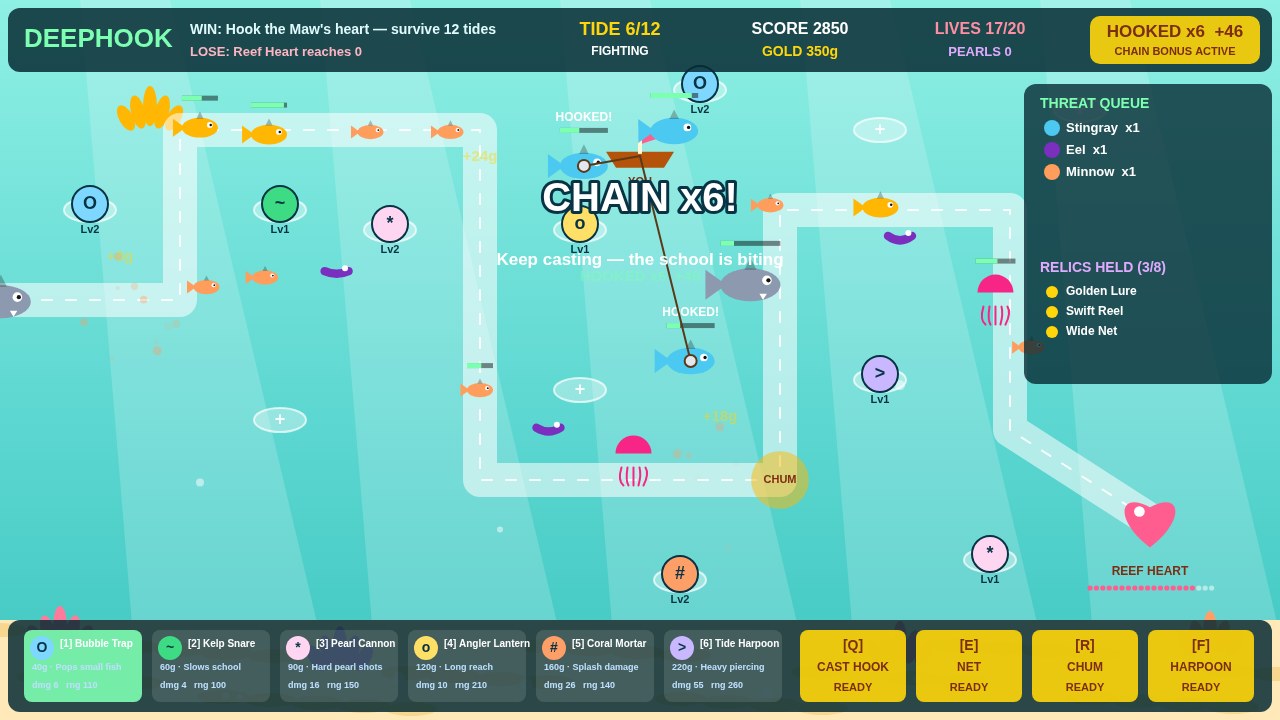 DEEPHOOK
WIN: Hook the Maw's heart — survive 12 tides
LOSE: Reef Heart reaches 0
TIDE 6/12
FIGHTING
SCORE 2850
GOLD 350g
LIVES 17/20
PEARLS 0
HOOKED x6 +46
CHAIN BONUS ACTIVE
THREAT QUEUE
Stingray x1
Eel x1
Minnow x1
RELICS HELD (3/8)
Golden Lure
Swift Reel
Wide Net
O
Lv2
HOOKED!
+24g
YOU
CHAIN x6!
O
Lv2
~
Lv1
*
Lv2
o
Lv1
Keep casting — the school is biting
HOOKED!
+
+
+
>
Lv1
+18g
CHUM
*
Lv1
#
Lv2
REEF HEART
O
[1] Bubble Trap
40g · Pops small fish
dmg 6 rng 110
~
[2] Kelp Snare
60g · Slows school
dmg 4 rng 100
*
[3] Pearl Cannon
90g · Hard pearl shots
dmg 16 rng 150
o
[4] Angler Lantern
120g · Long reach
dmg 10 rng 210
#
[5] Coral Mortar
160g · Splash damage
dmg 26 rng 140
>
[6] Tide Harpoon
220g · Heavy piercing
dmg 55 rng 260
[Q]
CAST HOOK
READY
[E]
NET
READY
[R]
CHUM
READY
[F]
HARPOON
READY